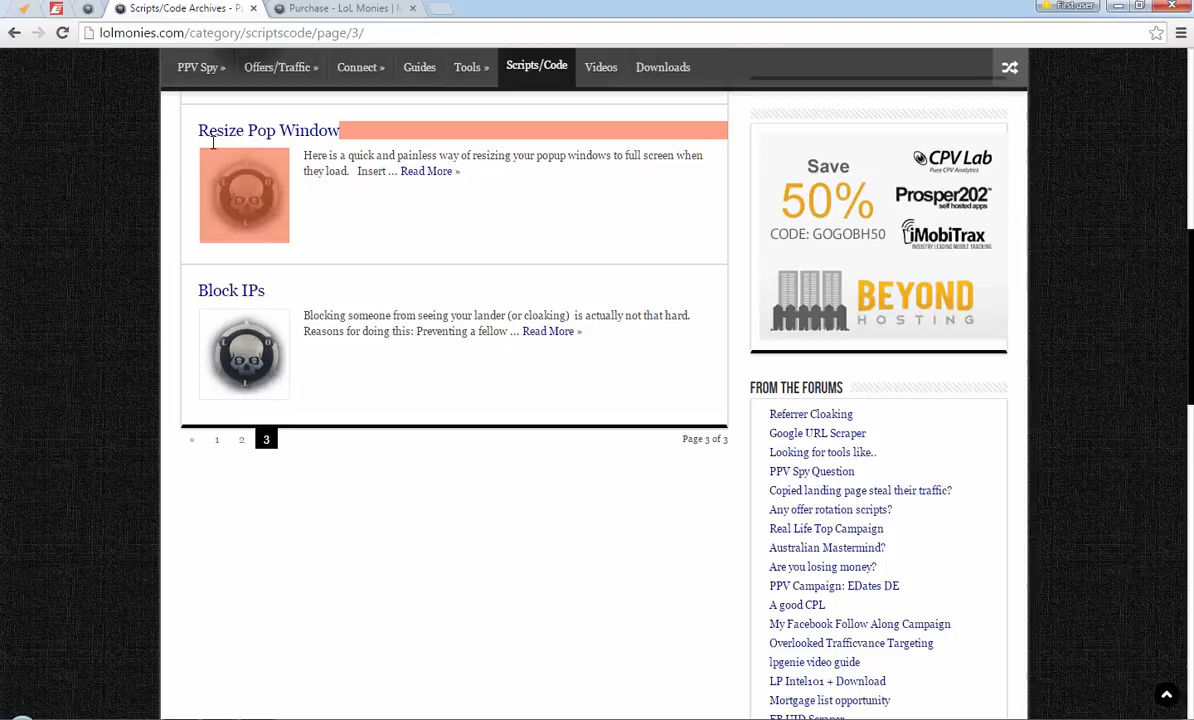 Scripts/Code Archives - Pa
Purchase - LoL Monies | M
First user
lolmonies.com/category/scriptscode/page/3/
PPV Spy »
Offers/Traffic »
Connect »
Guides
Tools »
Scripts/Code
Videos
Downloads
Resize Pop Window
Here is a quick and painless way of resizing your popup windows to full screen when
they load. Insert ... Read More »
Block IPs
Blocking someone from seeing your lander (or cloaking) is actually not that hard.
Reasons for doing this: Preventing a fellow ... Read More »
« 1 2 3
Page 3 of 3
Save
50%
CODE: GOGOBH50
CPV Lab
Pure CPV Analytics
Prosper202™
self hosted apps
iMobiTrax
INDUSTRY LEADING MOBILE TRACKING
BEYOND
HOSTING
FROM THE FORUMS
Referrer Cloaking
Google URL Scraper
Looking for tools like..
PPV Spy Question
Copied landing page steal their traffic?
Any offer rotation scripts?
Real Life Top Campaign
Australian Mastermind?
Are you losing money?
PPV Campaign: EDates DE
A good CPL
My Facebook Follow Along Campaign
Overlooked Trafficvance Targeting
lpgenie video guide
LP Intel101 + Download
Mortgage list opportunity
FB UID Scraper